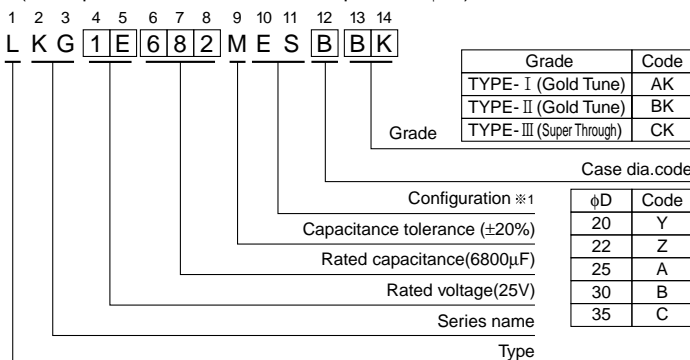 1 2 3 4 5 6 7 8 9 10 11 12 13 14
L K G 1 E 6 8 2 M E S B B K
Grade Code
TYPE-Ⅰ (Gold Tune) AK
TYPE-Ⅱ (Gold Tune) BK
TYPE-Ⅲ (Super Through) CK
Grade
Case dia.code
Configuration ※1
φD Code
Capacitance tolerance (±20%)
20 Y
22 Z
Rated capacitance(6800μF)
25 A
Rated voltage(25V)
30 B
35 C
Series name
Type